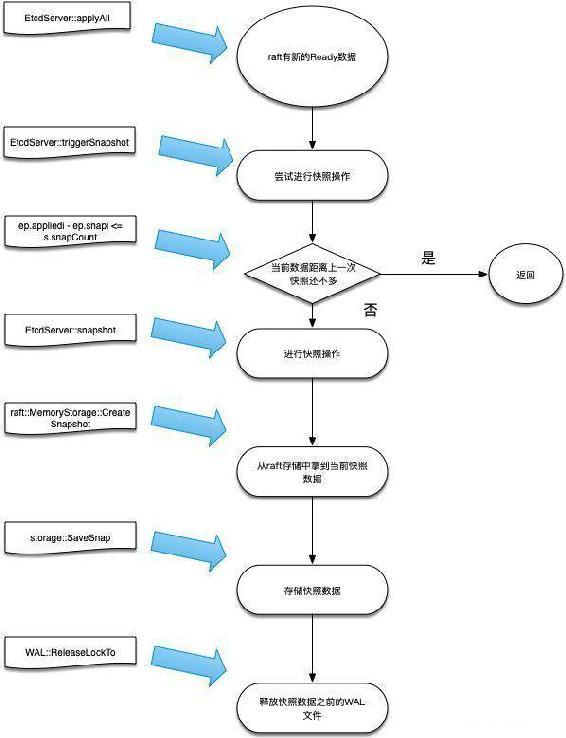 EtcdServer::applyAll
raft有新的Ready数据
EtcdServer::triggerSnapshot
尝试进行快照操作
ep.appliedi - ep.snapi <=
s.snapCount
当前数据距离上一次
快照还不多
是
返回
否
EtcdServer::snapshot
进行快照操作
raft::MemoryStorage::Create
Snapshot
从raft存储中拿到当前快照
数据
storage::SaveSnap
存储快照数据
WAL::ReleaseLockTo
释放快照数据之前的WAL
文件